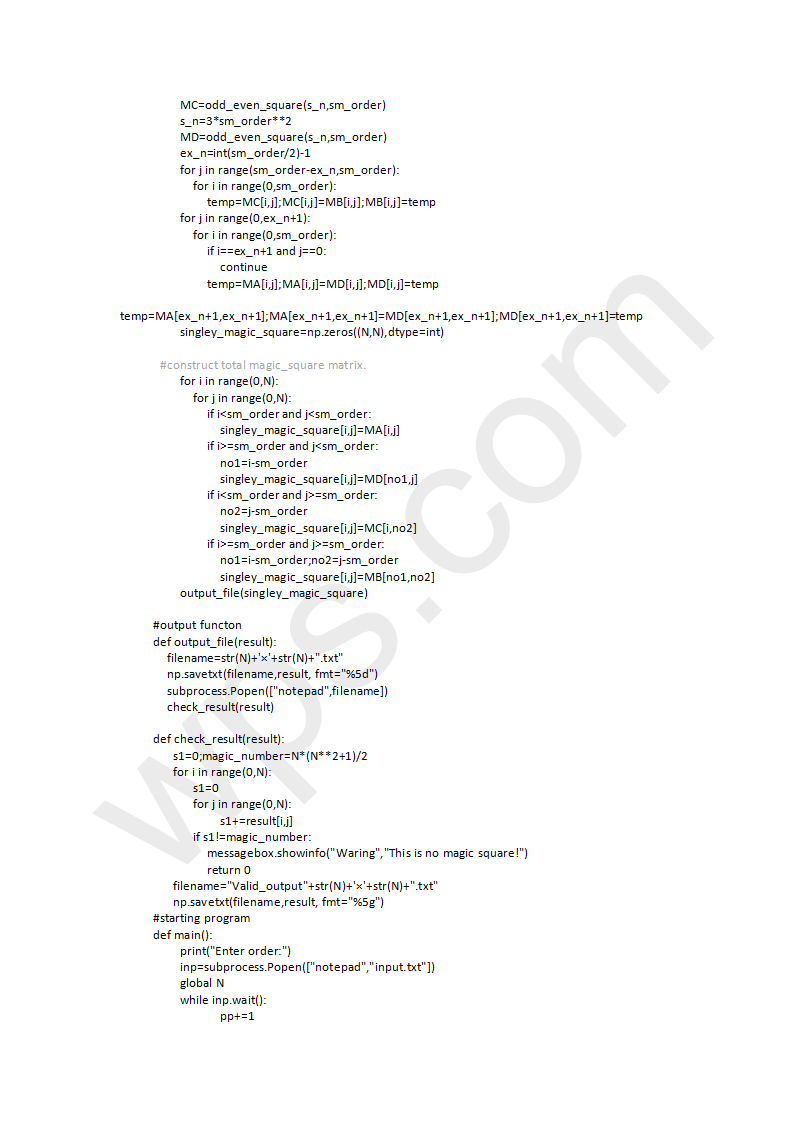 MC=odd_even_square(s_n,sm_order)
s_n=3*sm_order**2
MD=odd_even_square(s_n,sm_order)
ex_n=int(sm_order/2)-1
for j in range(sm_order-ex_n,sm_order):
for i in range(0,sm_order):
temp=MC[i,j];MC[i,j]=MB[i,j];MB[i,j]=temp
for j in range(0,ex_n+1):
for i in range(0,sm_order):
if i==ex_n+1 and j==0:
continue
temp=MA[i,j];MA[i,j]=MD[i,j];MD[i,j]=temp
temp=MA[ex_n+1,ex_n+1];MA[ex_n+1,ex_n+1]=MD[ex_n+1,ex_n+1];MD[ex_n+1,ex_n+1]=temp
singley_magic_square=np.zeros((N,N),dtype=int)
#construct total magic_square matrix.
for i in range(0,N):
for j in range(0,N):
if i<sm_order and j<sm_order:
singley_magic_square[i,j]=MA[i,j]
if i>=sm_order and j<sm_order:
no1=i-sm_order
singley_magic_square[i,j]=MD[no1,j]
if i<sm_order and j>=sm_order:
no2=j-sm_order
singley_magic_square[i,j]=MC[i,no2]
if i>=sm_order and j>=sm_order:
no1=i-sm_order;no2=j-sm_order
singley_magic_square[i,j]=MB[no1,no2]
output_file(singley_magic_square)
#output functon
def output_file(result):
filename=str(N)+'×'+str(N)+".txt"
np.savetxt(filename,result, fmt="%5d")
subprocess.Popen(["notepad",filename])
check_result(result)
def check_result(result):
s1=0;magic_number=N*(N**2+1)/2
for i in range(0,N):
s1=0
for j in range(0,N):
s1+=result[i,j]
if s1!=magic_number:
messagebox.showinfo("Waring","This is no magic square!")
return 0
filename="Valid_output"+str(N)+'×'+str(N)+".txt"
np.savetxt(filename,result, fmt="%5g")
#starting program
def main():
print("Enter order:")
inp=subprocess.Popen(["notepad","input.txt"])
global N
while inp.wait():
pp+=1
wps.com